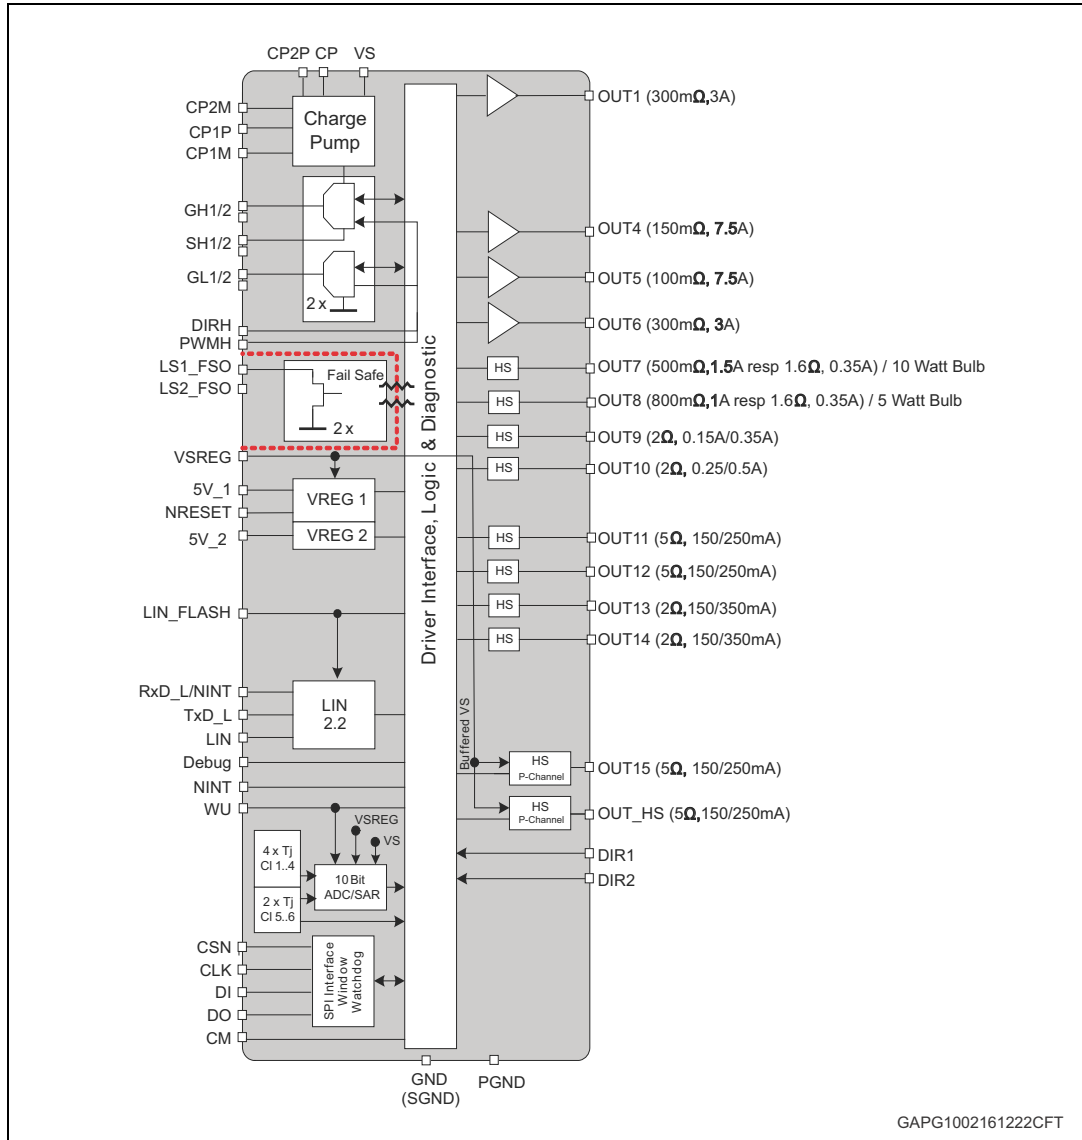 CP2P CP VS
CP2M
CP1P
CP1M
Charge
Pump
GH1/2
SH1/2
GL1/2
2 x
DIRH
PWMH
LS1_FSO
LS2_FSO
Fail Safe
2 x
VSREG
5V_1
NRESET
5V_2
VREG 1
VREG 2
LIN_FLASH
RxD_L/NINT
TxD_L
LIN
LIN
2.2
Debug
NINT
WU
VSREG
VS
4 x Tj
Cl 1..4
2 x Tj
Cl 5..6
10 Bit
ADC/SAR
CSN
CLK
DI
DO
CM
SPI Interface
Window
Watchdog
Driver Interface, Logic & Diagnostic
Buffered VS
OUT1 (300mΩ,3A)
OUT4 (150mΩ, 7.5A)
OUT5 (100mΩ, 7.5A)
OUT6 (300mΩ, 3A)
HS
OUT7 (500mΩ,1.5A resp 1.6Ω, 0.35A) / 10 Watt Bulb
HS
OUT8 (800mΩ,1A resp 1.6Ω, 0.35A) / 5 Watt Bulb
HS
OUT9 (2Ω, 0.15A/0.35A)
HS
OUT10 (2Ω, 0.25/0.5A)
HS
OUT11 (5Ω, 150/250mA)
HS
OUT12 (5Ω,150/250mA)
HS
OUT13 (2Ω,150/350mA)
HS
OUT14 (2Ω, 150/350mA)
HS
P-Channel
OUT15 (5Ω, 150/250mA)
HS
P-Channel
OUT_HS (5Ω,150/250mA)
DIR1
DIR2
GND
(SGND)
PGND
GAPG1002161222CFT